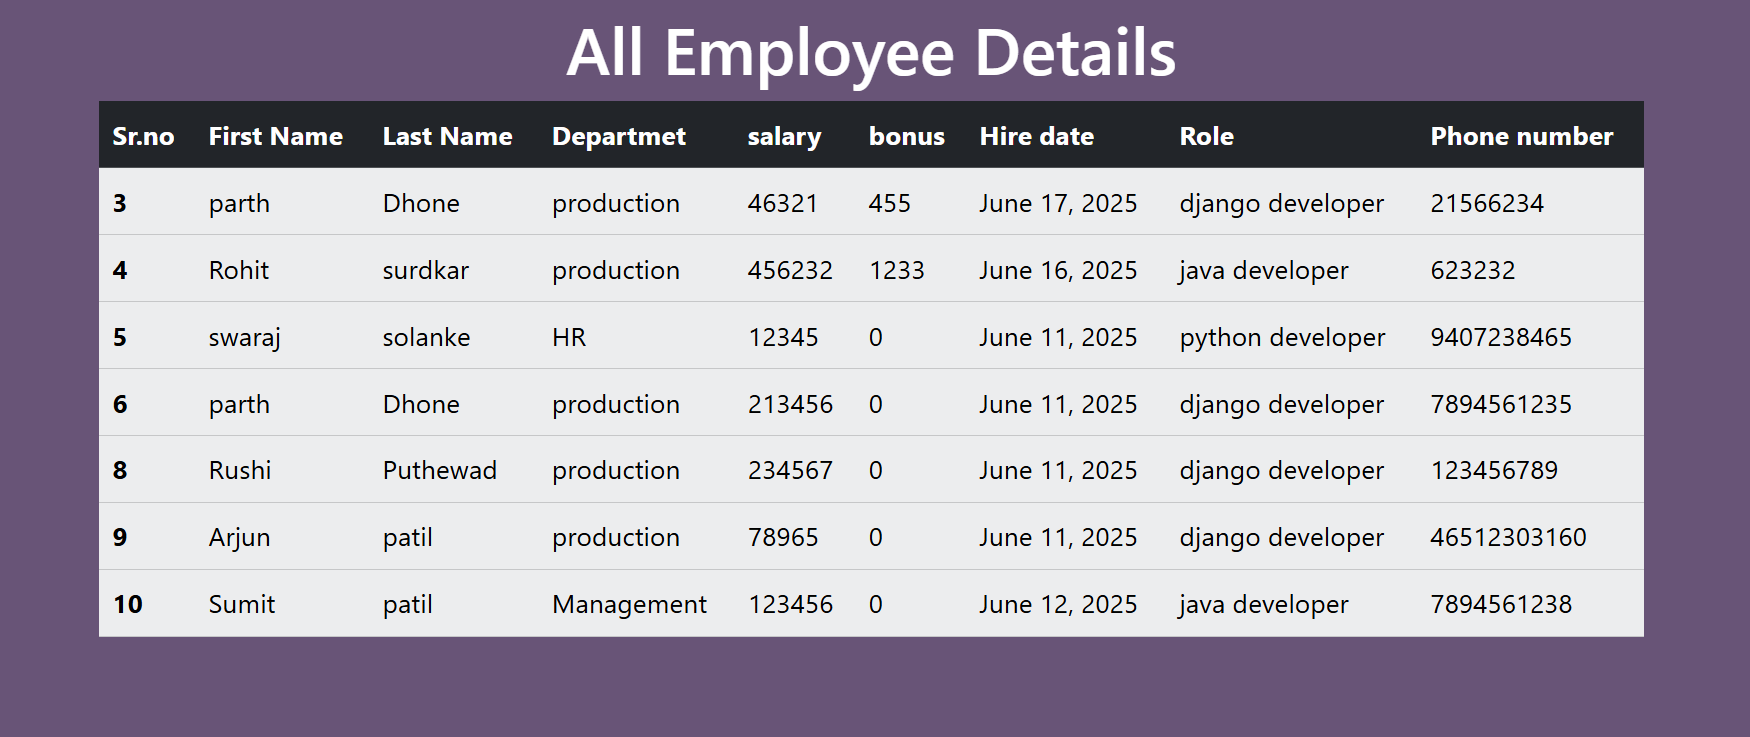 All Employee Details
Sr.no First Name Last Name Departmet salary bonus Hire date Role Phone number
3 parth Dhone production 46321 455 June 17, 2025 django developer 21566234
4 Rohit surdkar production 456232 1233 June 16, 2025 java developer 623232
5 swaraj solanke HR 12345 0 June 11, 2025 python developer 9407238465
6 parth Dhone production 213456 0 June 11, 2025 django developer 7894561235
8 Rushi Puthewad production 234567 0 June 11, 2025 django developer 123456789
9 Arjun patil production 78965 0 June 11, 2025 django developer 46512303160
10 Sumit patil Management 123456 0 June 12, 2025 java developer 7894561238